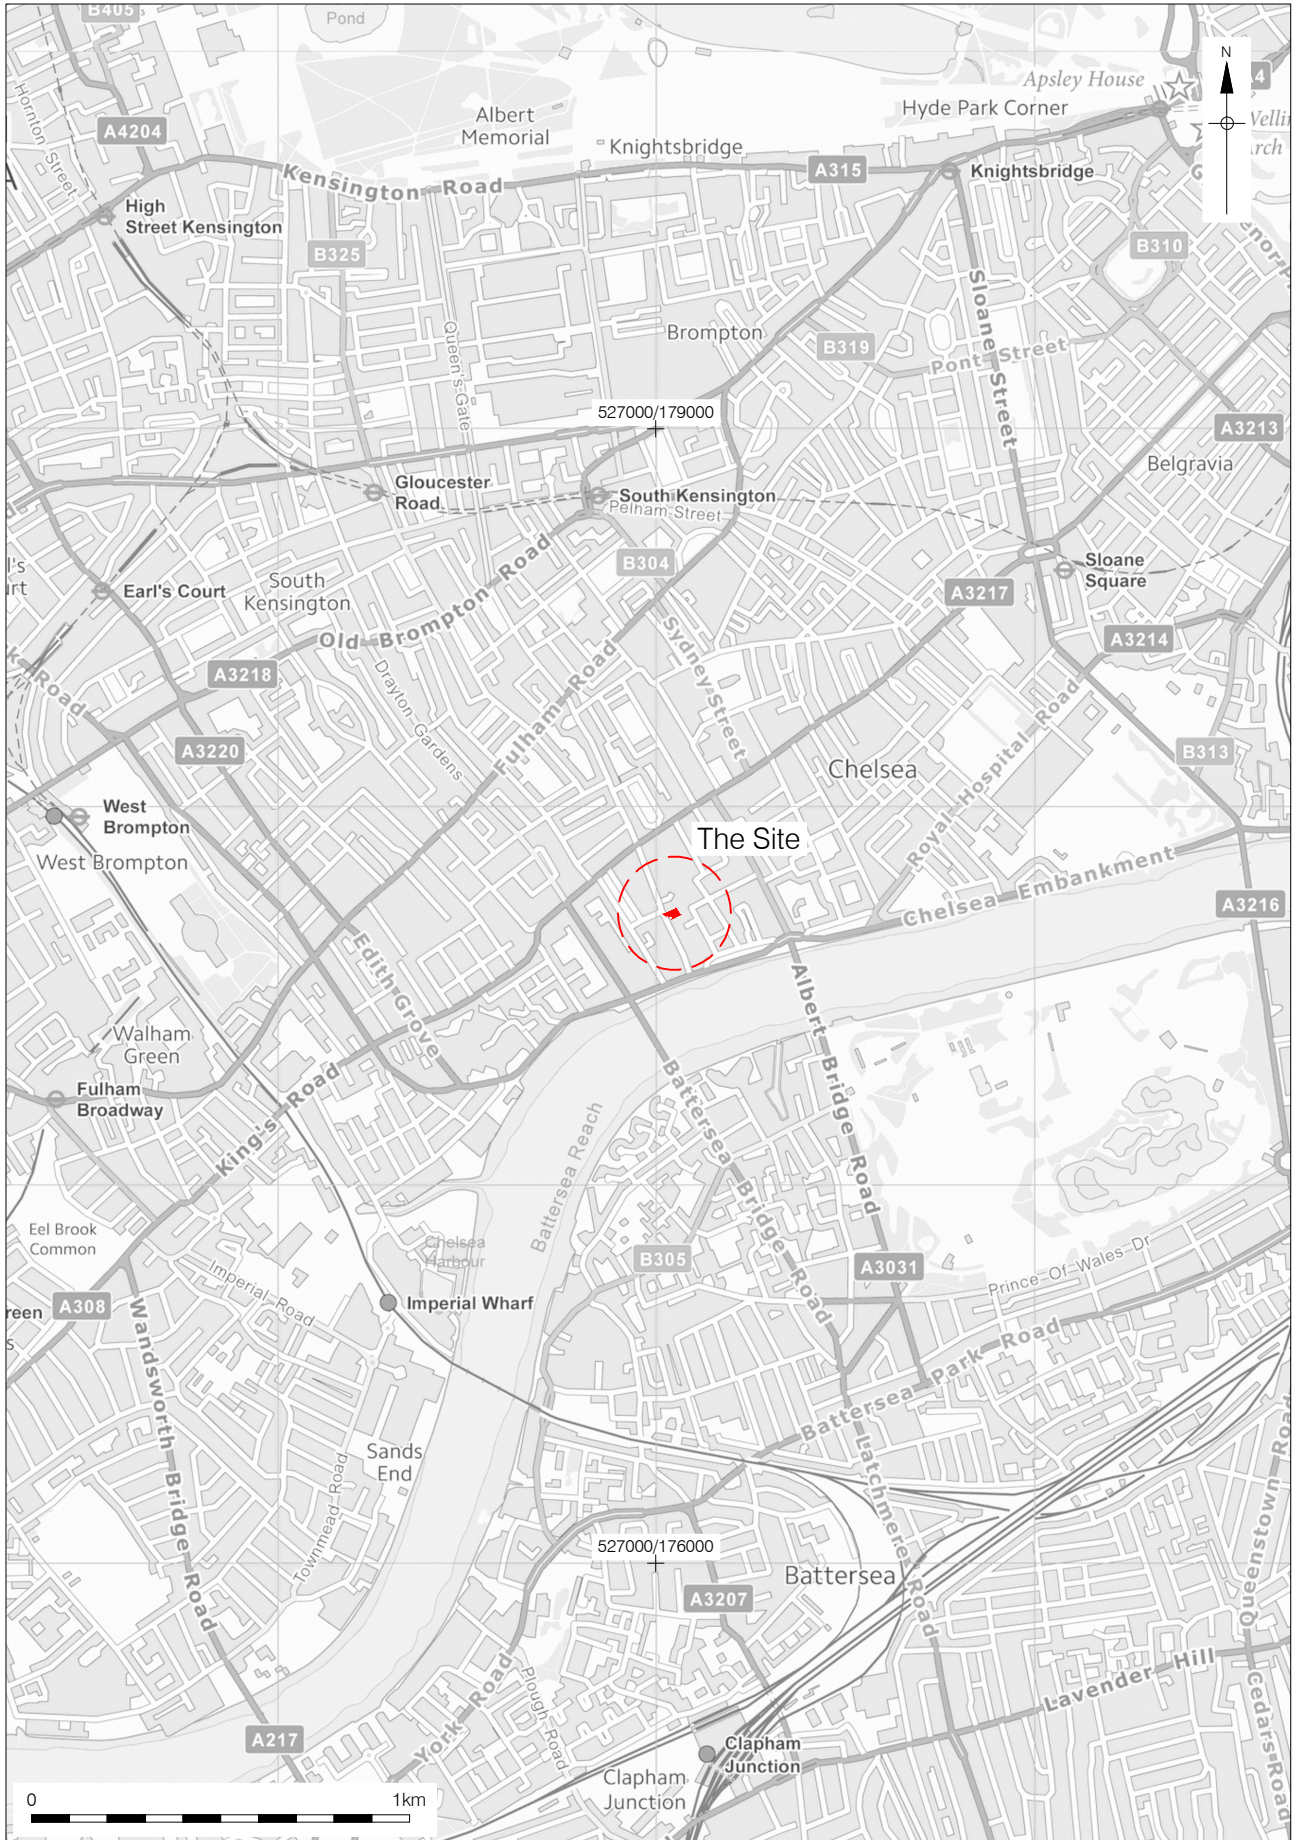 B405
Pond
N
Apsley House
A4
Hyde Park Corner
Albert
Memorial
Hornton Street
A4204
Knightsbridge
Kensington Road
A315
Knightsbridge
High
Street Kensington
B325
B310
Sloane Street
Queen's Gate
Brompton
B319
Pont Street
527000/179000
A3213
Belgravia
Gloucester
Road
South Kensington
Pelham Street
B304
Sloane
Square
Earl's Court
South
Kensington
A3217
Old Brompton Road
Sydney Street
A3214
A3218
Drayton Gardens
Fulham Road
A3220
Royal Hospital Road
B313
Chelsea
West
Brompton
West Brompton
The Site
Chelsea Embankment
A3216
Edith Grove
Albert Bridge Road
Walham
Green
Fulham
Broadway
King's Road
Battersea Bridge Road
Battersea Reach
Eel Brook
Common
Chelsea
Harbour
B305
A3031
Prince Of Wales Dr
Imperial Road
A308
Imperial Wharf
Wandsworth Bridge Road
Battersea Park Road
Sands
End
Townmead Road
Latchmere Road
Queenstown Road
527000/176000
Battersea
A3207
Lavender Hill
York Road
Plough Road
Cedars Road
A217
Clapham
Junction
Clapham
Junction
0 1km